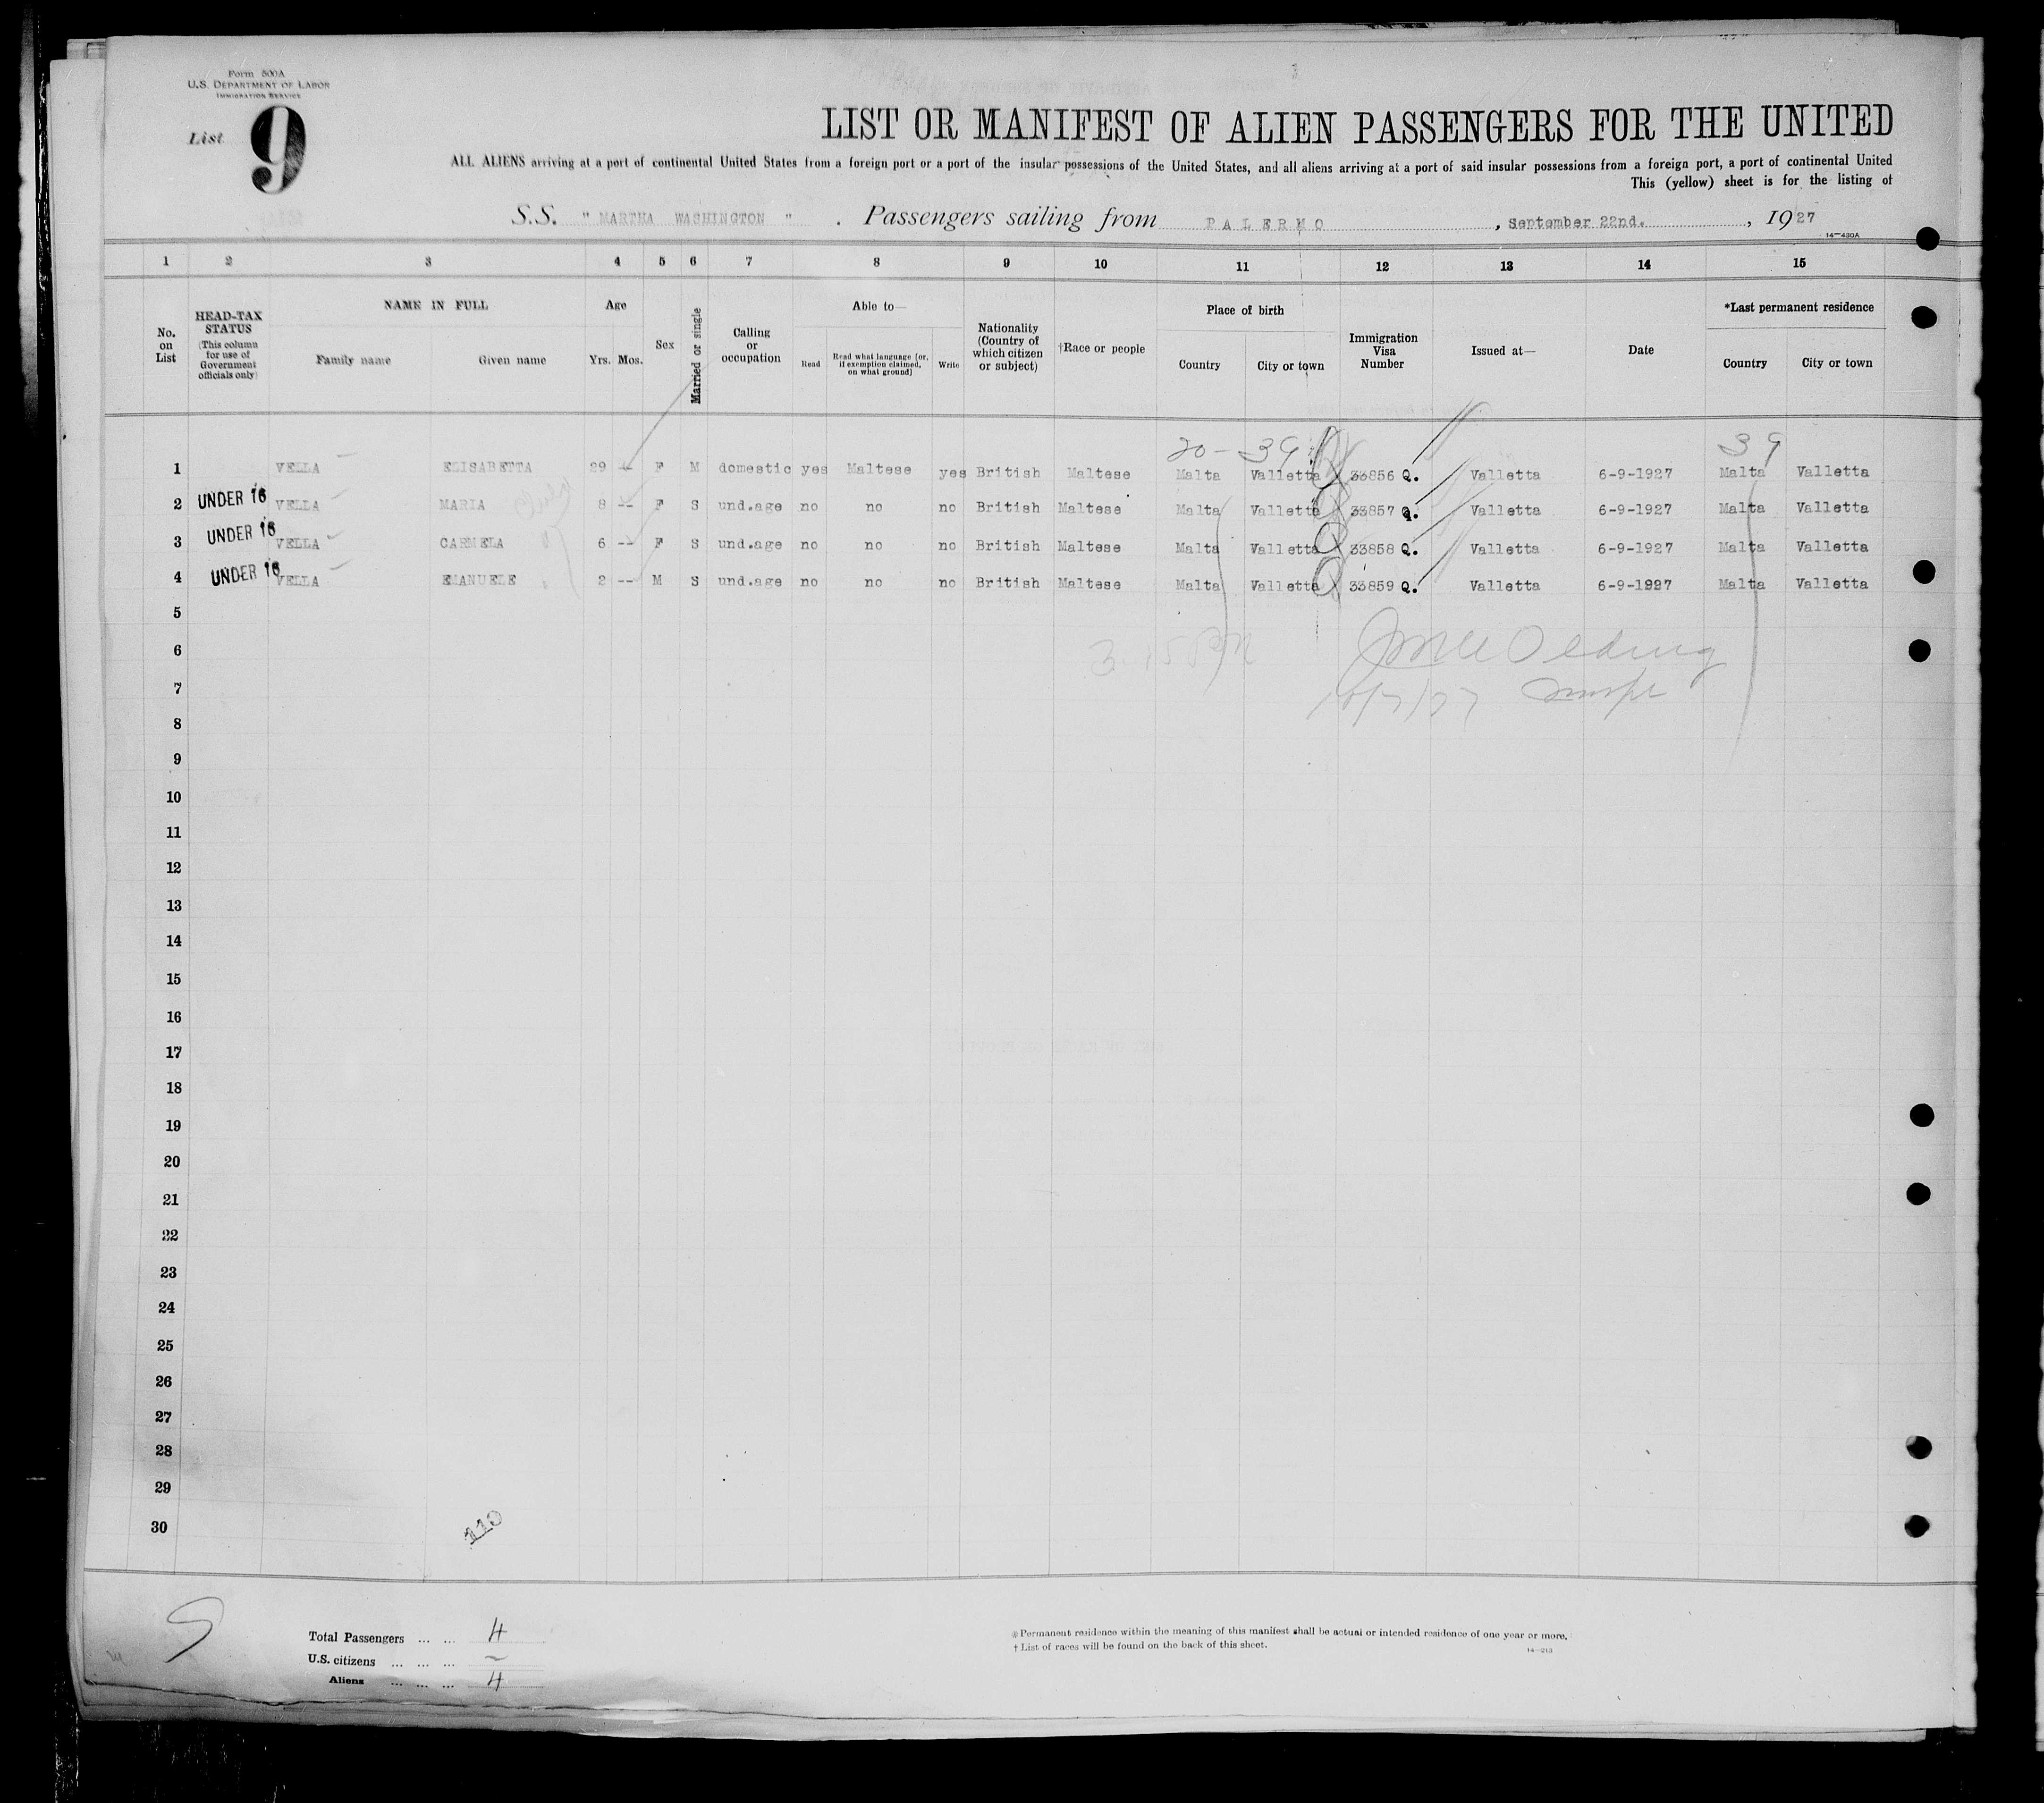 Form 500A
U.S. DEPARTMENT OF LABOR
IMMIGRATION SERVICE
List 9
LIST OR MANIFEST OF ALIEN PASSENGERS FOR THE UNITED
ALL ALIENS arriving at a port of continental United States from a foreign port or a port of the insular possessions of the United States, and all aliens arriving at a port of said insular possessions from a foreign port, a port of continental United
This (yellow) sheet is for the listing of
S.S. " MARTHA WASHINGTON " . Passengers sailing from PALERMO , September 22nd. , 1927
14—430A
1 2 3 4 5 6 7 8 9 10 11 12 13 14 15
No. on List
HEAD-TAX STATUS (This column for use of Government officials only)
NAME IN FULL
Family name Given name
Age
Yrs. Mos.
Sex
Married or single
Calling or occupation
Able to—
Read
Read what language [or, if exemption claimed, on what ground]
Write
Nationality (Country of which citizen or subject)
†Race or people
Place of birth
Country City or town
Immigration Visa Number
Issued at—
Date
*Last permanent residence
Country City or town
20 - 39 39
1 VELLA ELISABETTA 29 -- F M domestic yes Maltese yes British Maltese Malta Valletta 33856 Q. Valletta 6-9-1927 Malta Valletta
2 UNDER 16 VELLA MARIA 8 -- F S und.age no no no British Maltese Malta Valletta 33857 Q. Valletta 6-9-1927 Malta Valletta
3 UNDER 16 VELLA CARMELA 6 -- F S und.age no no no British Maltese Malta Valletta 33858 Q. Valletta 6-9-1927 Malta Valletta
4 UNDER 16 VELLA EMANUELE 2 -- M S und.age no no no British Maltese Malta Valletta 33859 Q. Valletta 6-9-1927 Malta Valletta
5
6
7
8
9
10
11
12
13
14
15
16
17
18
19
20
21
22
23
24
25
26
27
28
29
30
110
9
Total Passengers ... ... 4
U.S. citizens ... ... ... ~
Aliens ... ... ... 4
*Permanent residence within the meaning of this manifest shall be actual or intended residence of one year or more.
† List of races will be found on the back of this sheet.
14—213